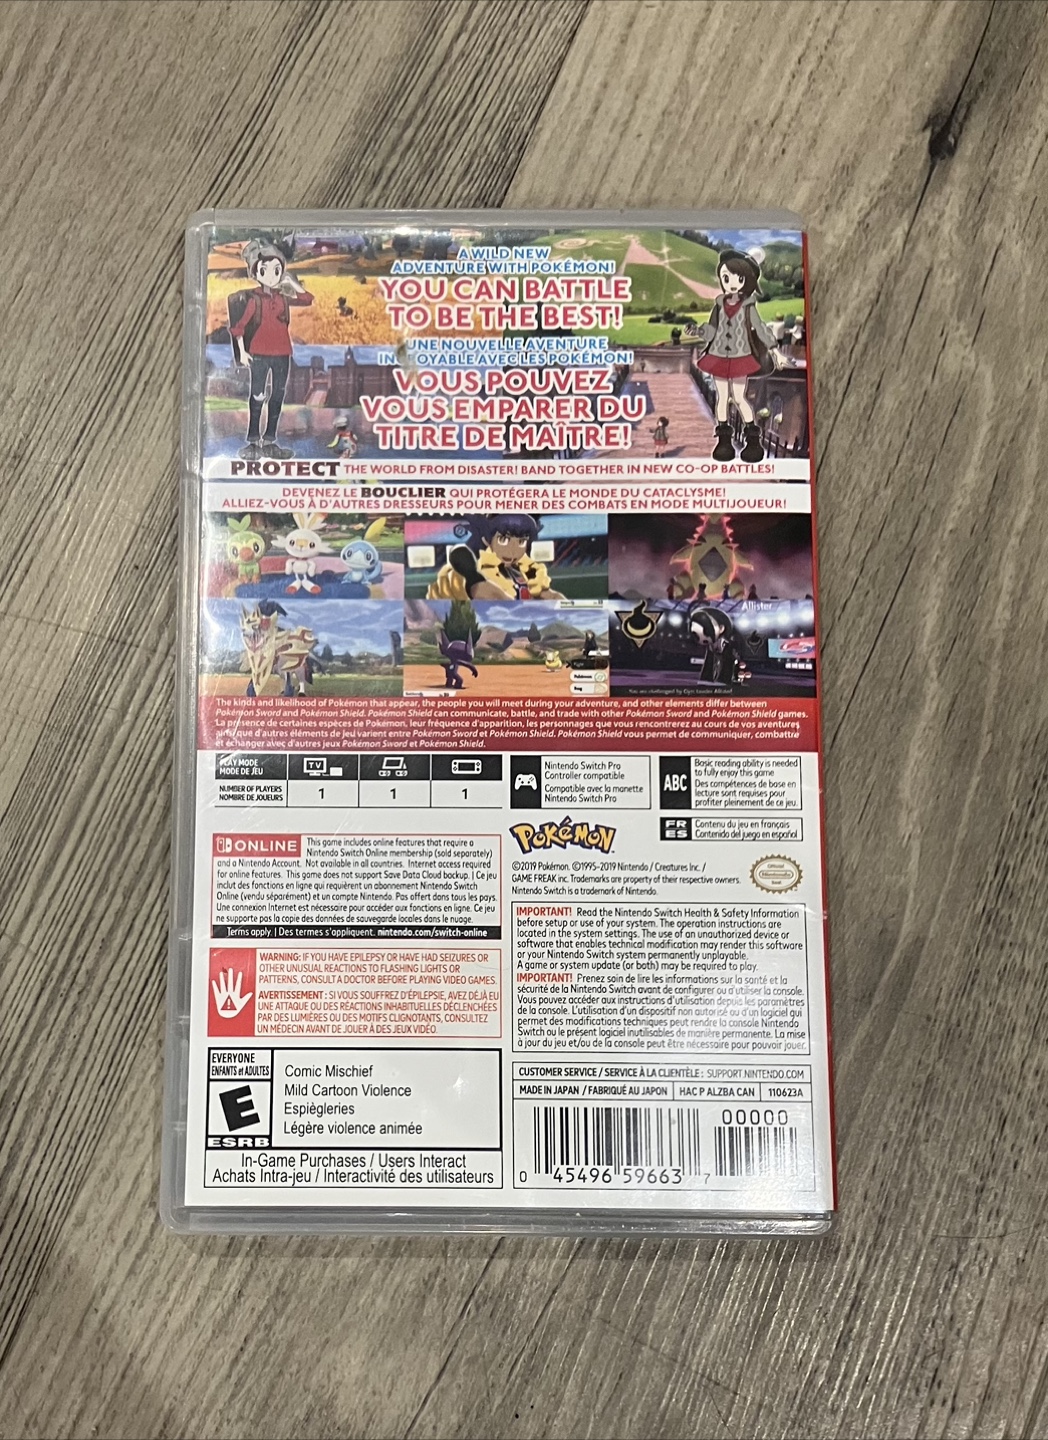 A WILD NEW
ADVENTURE WITH POKÉMON!
YOU CAN BATTLE
TO BE THE BEST!
UNE NOUVELLE AVENTURE
IN OYABLE AVEC LES POKÉMON!
VOUS POUVEZ
VOUS EMPARER DU
TITRE DE MAÎTRE!
PROTECT THE WORLD FROM DISASTER! BAND TOGETHER IN NEW CO-OP BATTLES!
DEVENEZ LE BOUCLIER QUI PROTÉGERA LE MONDE DU CATACLYSME!
ALLIEZ-VOUS À D'AUTRES DRESSEURS POUR MENER DES COMBATS EN MODE MULTIJOUEUR!
Allister
Pokémon
Bag
You are challenged by Gym Leader Allister!
The kinds and likelihood of Pokémon that appear, the people you will meet during your adventure, and other elements differ between
Pokémon Sword and Pokémon Shield. Pokémon Shield can communicate, battle, and trade with other Pokémon Sword and Pokémon Shield games.
La présence de certaines espèces de Pokémon, leur fréquence d'apparition, les personnages que vous rencontrerez au cours de vos aventures
ainsi que d'autres éléments de jeu varient entre Pokémon Sword et Pokémon Shield. Pokémon Shield vous permet de communiquer, combattre
et échanger avec d'autres jeux Pokémon Sword et Pokémon Shield.
PLAY MODE
MODE DE JEU
TV
NUMBER OF PLAYERS
NOMBRE DE JOUEURS
1 1 1
Nintendo Switch Pro
Controller compatible
Compatible avec la manette
Nintendo Switch Pro
ABC
Basic reading ability is needed
to fully enjoy this game
Des compétences de base en
lecture sont requises pour
profiter pleinement de ce jeu.
FR Contenu du jeu en français
ES Contenido del juego en español
ONLINE
This game includes online features that require a
Nintendo Switch Online membership (sold separately)
and a Nintendo Account. Not available in all countries. Internet access required
for online features. This game does not support Save Data Cloud backup. | Ce jeu
inclut des fonctions en ligne qui requièrent un abonnement Nintendo Switch
Online (vendu séparément) et un compte Nintendo. Pas offert dans tous les pays.
Une connexion Internet est nécessaire pour accéder aux fonctions en ligne. Ce jeu
ne supporte pas la copie des données de sauvegarde locales dans le nuage.
Terms apply. | Des termes s'appliquent. nintendo.com/switch-online
POKéMON
©2019 Pokémon. ©1995-2019 Nintendo / Creatures Inc. /
GAME FREAK inc. Trademarks are property of their respective owners.
Nintendo Switch is a trademark of Nintendo.
Official
Nintendo
Seal
WARNING: IF YOU HAVE EPILEPSY OR HAVE HAD SEIZURES OR
OTHER UNUSUAL REACTIONS TO FLASHING LIGHTS OR
PATTERNS, CONSULT A DOCTOR BEFORE PLAYING VIDEO GAMES.
AVERTISSEMENT : SI VOUS SOUFFREZ D'ÉPILEPSIE, AVEZ DÉJÀ EU
UNE ATTAQUE OU DES RÉACTIONS INHABITUELLES DÉCLENCHÉES
PAR DES LUMIÈRES OU DES MOTIFS CLIGNOTANTS, CONSULTEZ
UN MÉDECIN AVANT DE JOUER À DES JEUX VIDÉO.
IMPORTANT! Read the Nintendo Switch Health & Safety Information
before setup or use of your system. The operation instructions are
located in the system settings. The use of an unauthorized device or
software that enables technical modification may render this software
or your Nintendo Switch system permanently unplayable.
A game or system update (or both) may be required to play.
IMPORTANT! Prenez soin de lire les informations sur la santé et la
sécurité de la Nintendo Switch avant de configurer ou d'utiliser la console.
Vous pouvez accéder aux instructions d'utilisation depuis les paramètres
de la console. L'utilisation d'un dispositif non autorisé ou d'un logiciel qui
permet des modifications techniques peut rendre la console Nintendo
Switch ou le présent logiciel inutilisables de manière permanente. La mise
à jour du jeu et/ou de la console peut être nécessaire pour pouvoir jouer.
EVERYONE
ENFANTS et ADULTES
E
ESRB
Comic Mischief
Mild Cartoon Violence
Espiègleries
Légère violence animée
In-Game Purchases / Users Interact
Achats Intra-jeu / Interactivité des utilisateurs
CUSTOMER SERVICE / SERVICE À LA CLIENTÈLE : SUPPORT.NINTENDO.COM
MADE IN JAPAN / FABRIQUÉ AU JAPON HAC P ALZBA CAN 110623A
00000
0 45496 59663 7